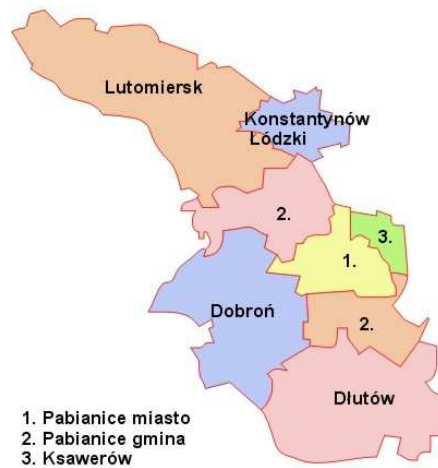 Lutomiersk
Konstantynów
Łódzki
2.
3.
1.
Dobroń
2.
Dłutów
1. Pabianice miasto
2. Pabianice gmina
3. Ksawerów